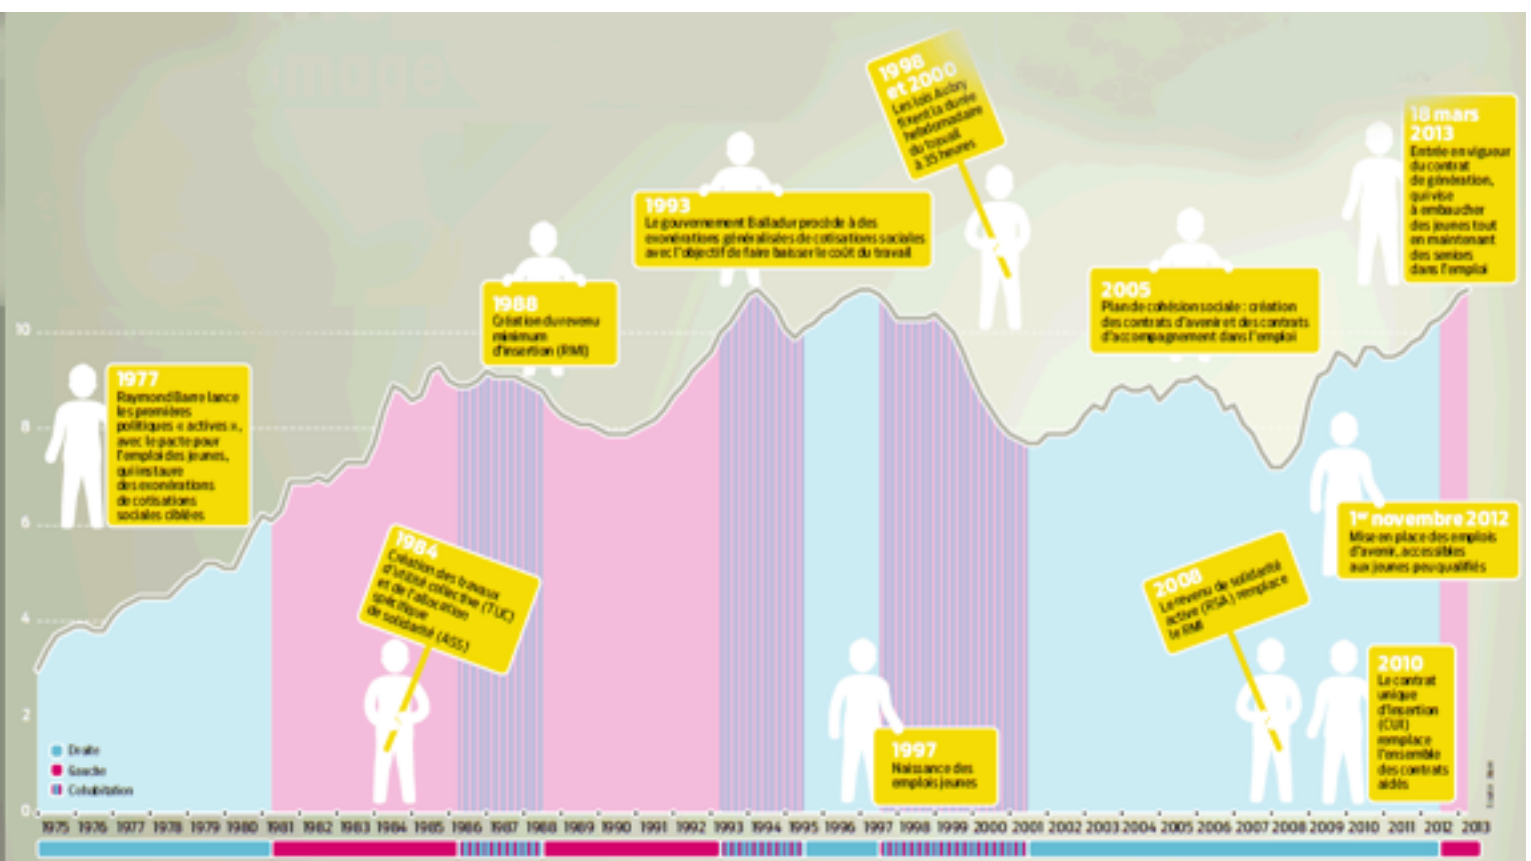 image
1998
et 2000
Les lois Aubry
fixent la durée
hebdomadaire
du travail
à 35 heures
18 mars
2013
Entrée en vigueur
du contrat
de génération,
qui vise
à embaucher
des jeunes tout
en maintenant
des seniors
dans l'emploi
1993
Le gouvernement Balladur procède à des
exonérations généralisées de cotisations sociales
avec l'objectif de faire baisser le coût du travail
1988
Création du revenu
minimum
d'insertion (RMI)
2005
Plan de cohésion sociale : création
des contrats d'avenir et des contrats
d'accompagnement dans l'emploi
1977
Raymond Barre lance
les premières
politiques « actives »,
avec le pacte pour
l'emploi des jeunes,
qui instaure
des exonérations
de cotisations
sociales ciblées
1984
Création des travaux
d'utilité collective (TUC)
et de l'allocation
spécifique
de solidarité (ASS)
1er novembre 2012
Mise en place des emplois
d'avenir, accessibles
aux jeunes peu qualifiés
2008
Le revenu de solidarité
active (RSA) remplace
le RMI
2010
Le contrat
unique
d'insertion
(CUI)
remplace
l'ensemble
des contrats
aidés
1997
Naissance des
emplois jeunes
10
8
6
4
2
0
Droite
Gauche
Cohabitation
1975 1976 1977 1978 1979 1980 1981 1982 1983 1984 1985 1986 1987 1988 1989 1990 1991 1992 1993 1994 1995 1996 1997 1998 1999 2000 2001 2002 2003 2004 2005 2006 2007 2008 2009 2010 2011 2012 2013